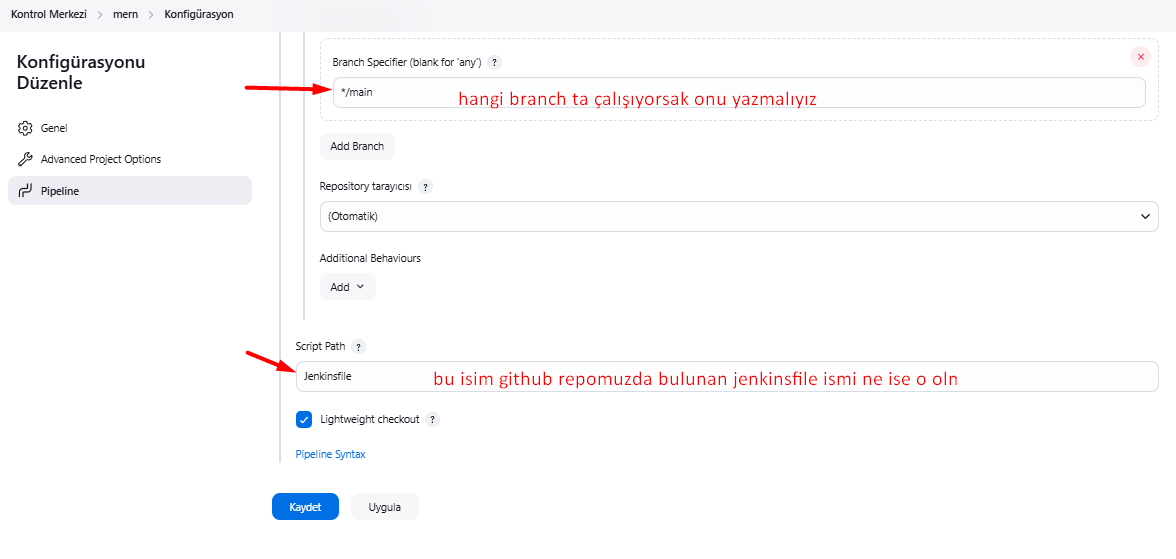 Kontrol Merkezi > mern > Konfigürasyon
Konfigürasyonu
Düzenle
Genel
Advanced Project Options
Pipeline
Branch Specifier (blank for 'any') ?
*/main
hangi branch ta çalışıyorsak onu yazmalıyız
Add Branch
Repository tarayıcısı ?
(Otomatik)
Additional Behaviours
Add
Script Path ?
Jenkinsfile
bu isim github repomuzda bulunan jenkinsfile ismi ne ise o oln
Lightweight checkout ?
Pipeline Syntax
Kaydet
Uygula